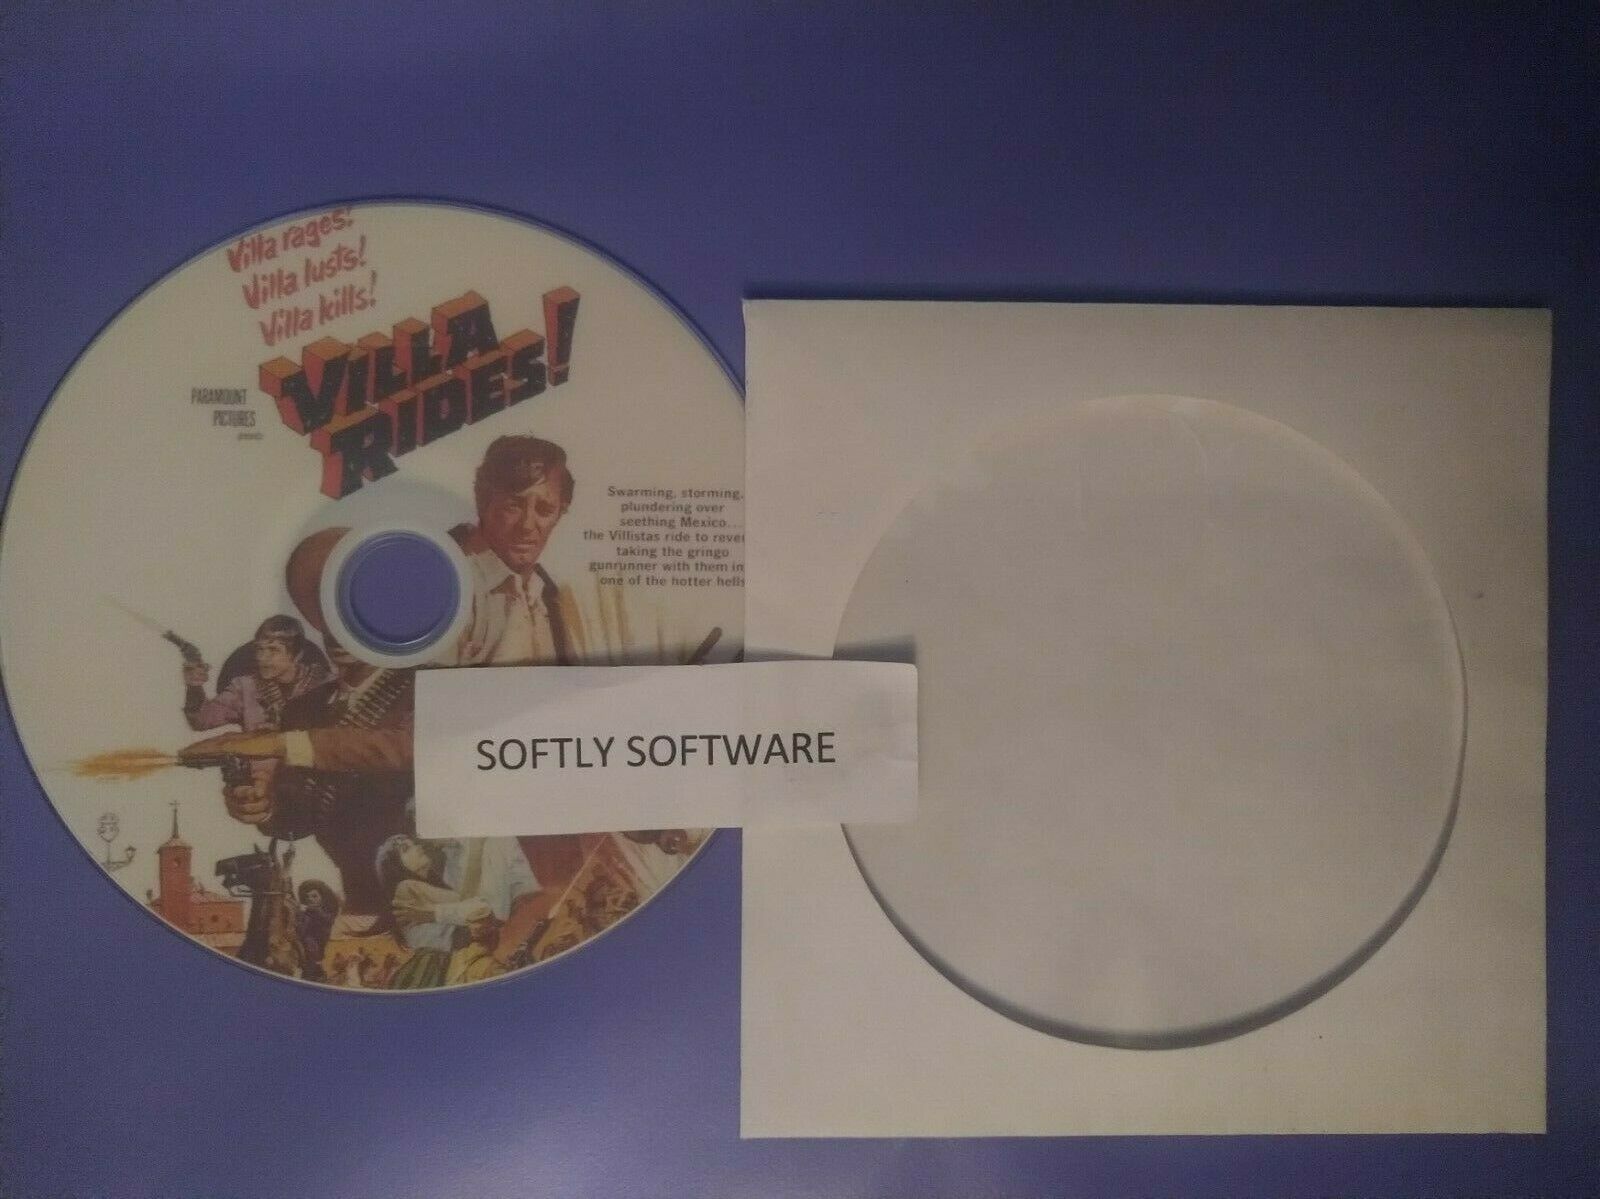 Villa rages!
Villa lusts!
Villa kills!
VILLA
RIDES!
PARAMOUNT
PICTURES
presents
Swarming, storming,
plundering over
seething Mexico...
the Villistas ride to
taking the gringo
gunrunner with them
one of the hotter hells
SOFTLY SOFTWARE